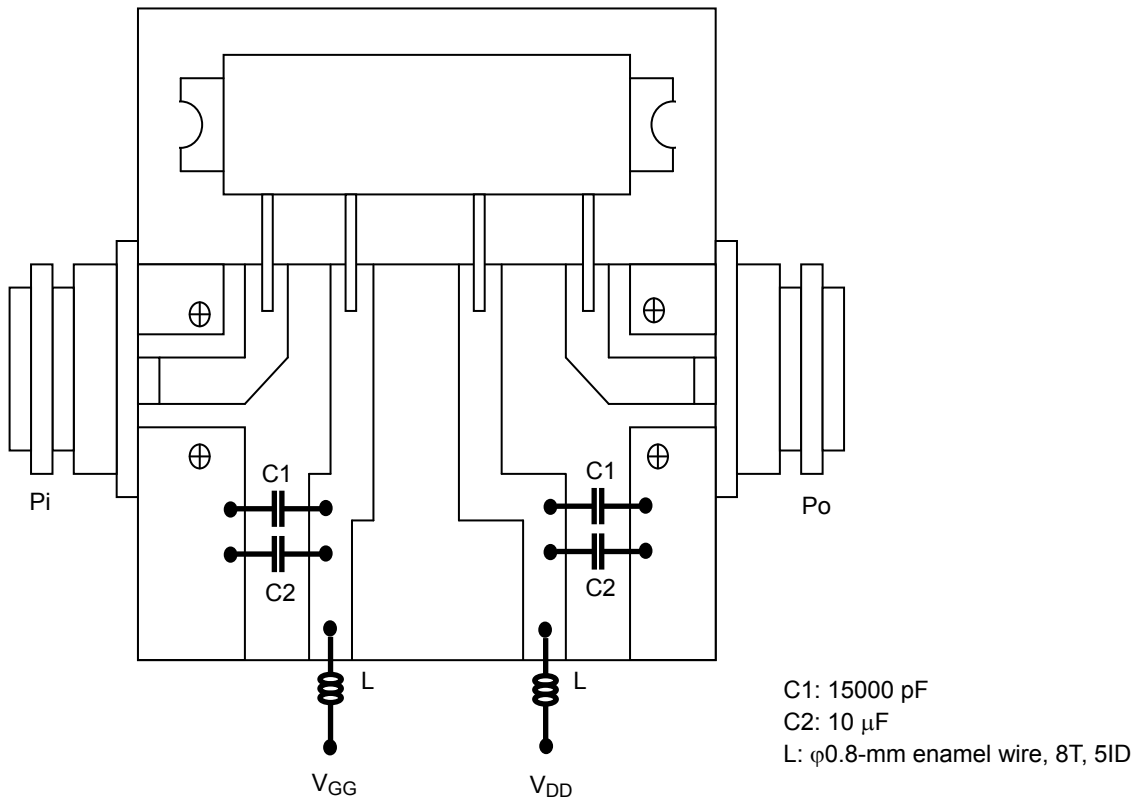 C1
C1
Pi
Po
C2
C2
L
L
C1: 15000 pF
C2: 10 μF
L: φ0.8-mm enamel wire, 8T, 5ID
VGG
VDD